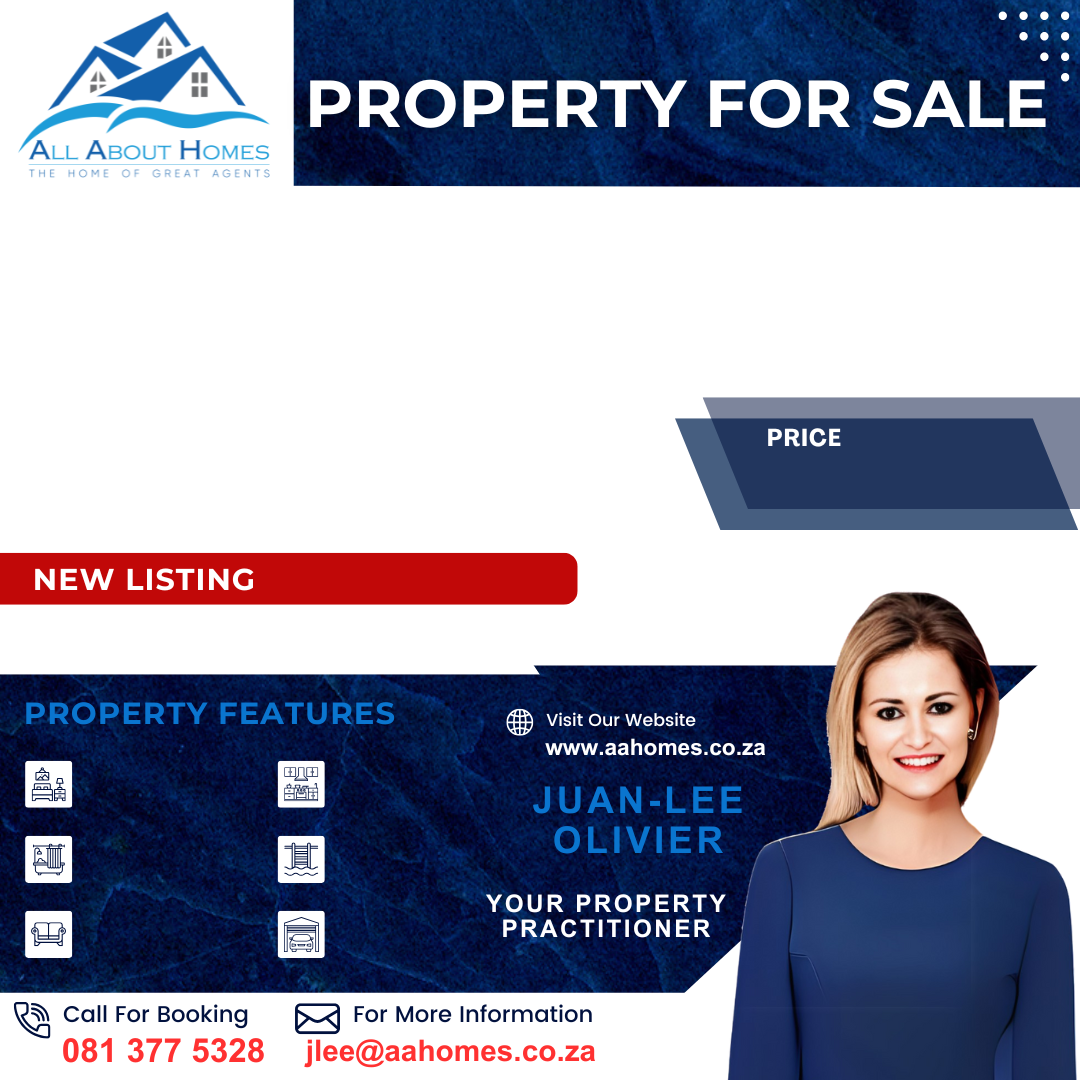 PROPERTY FOR SALE
ALL ABOUT HOMES
THE HOME OF GREAT AGENTS
PRICE
NEW LISTING
PROPERTY FEATURES
Visit Our Website
www.aahomes.co.za
JUAN-LEE
OLIVIER
YOUR PROPERTY
PRACTITIONER
Call For Booking
081 377 5328
For More Information
jlee@aahomes.co.za